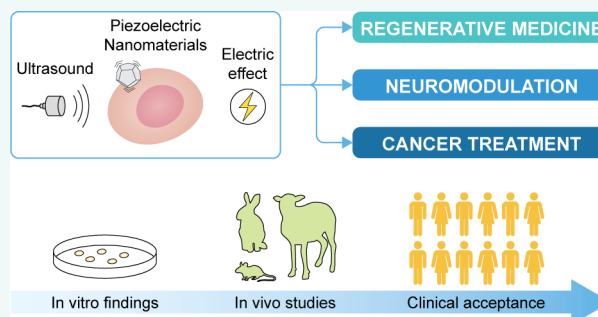 Piezoelectric
Nanomaterials
Ultrasound
Electric
effect
REGENERATIVE MEDICINE
NEUROMODULATION
CANCER TREATMENT
In vitro findings
In vivo studies
Clinical acceptance